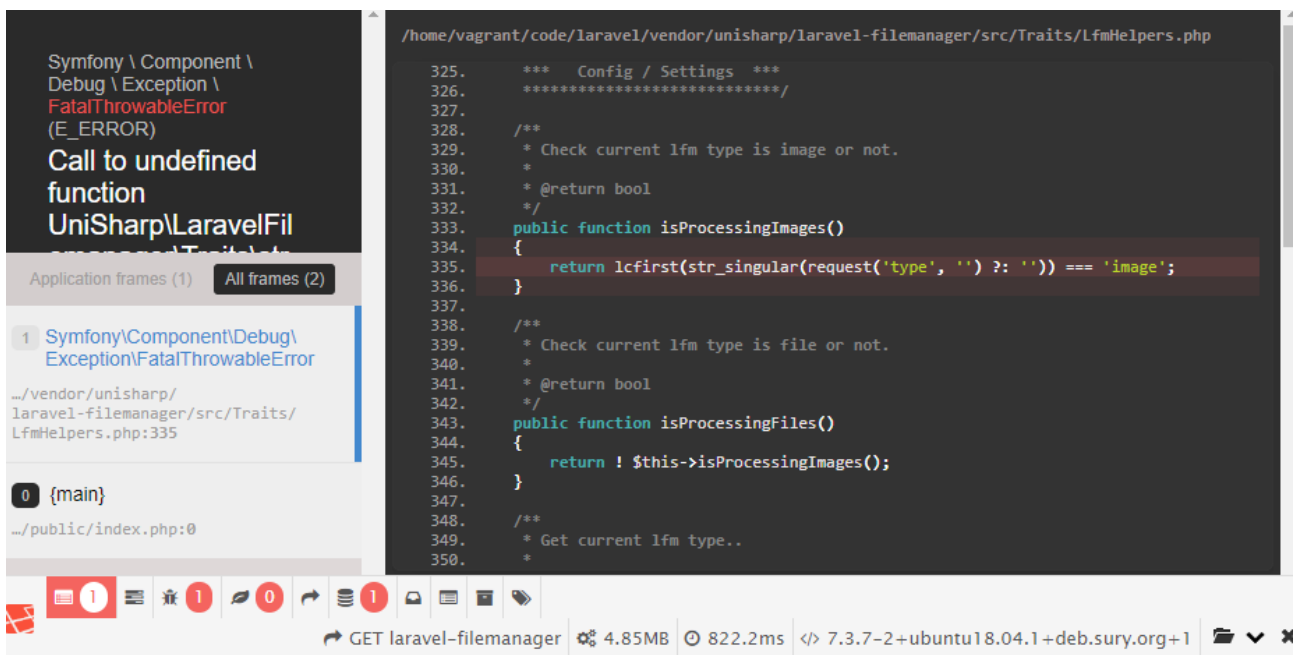 Symfony \ Component \
Debug \ Exception \
FatalThrowableError
(E_ERROR)
Call to undefined
function
UniSharp\LaravelFil
emanager\Traits\str
Application frames (1)
All frames (2)
1
Symfony\Component\Debug\
Exception\FatalThrowableError
…/vendor/unisharp/
laravel-filemanager/src/Traits/
LfmHelpers.php:335
0
{main}
…/public/index.php:0
/home/vagrant/code/laravel/vendor/unisharp/laravel-filemanager/src/Traits/LfmHelpers.php
325.      ***   Config / Settings  ***
326.      ****************************/
327.
328.     /**
329.      * Check current lfm type is image or not.
330.      *
331.      * @return bool
332.      */
333.     public function isProcessingImages()
334.     {
335.         return lcfirst(str_singular(request('type', '') ?: '')) === 'image';
336.     }
337.
338.     /**
339.      * Check current lfm type is file or not.
340.      *
341.      * @return bool
342.      */
343.     public function isProcessingFiles()
344.     {
345.         return ! $this->isProcessingImages();
346.     }
347.
348.     /**
349.      * Get current lfm type..
350.      *
1
1
0
1
GET laravel-filemanager
4.85MB
822.2ms
</> 7.3.7-2+ubuntu18.04.1+deb.sury.org+1